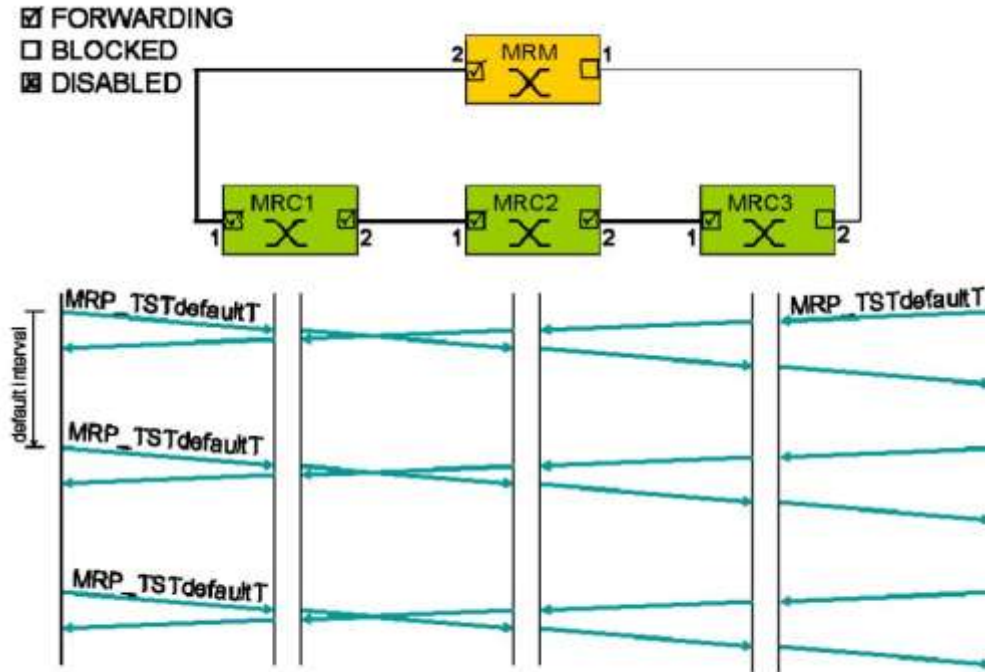 FORWARDING
BLOCKED
DISABLED
2 MRM 1
MRC1 MRC2 MRC3
1 2 1 2 1 2
MRP_TSTdefaultT MRP_TSTdefaultT
default Interval
MRP_TSTdefaultT
MRP_TSTdefaultT